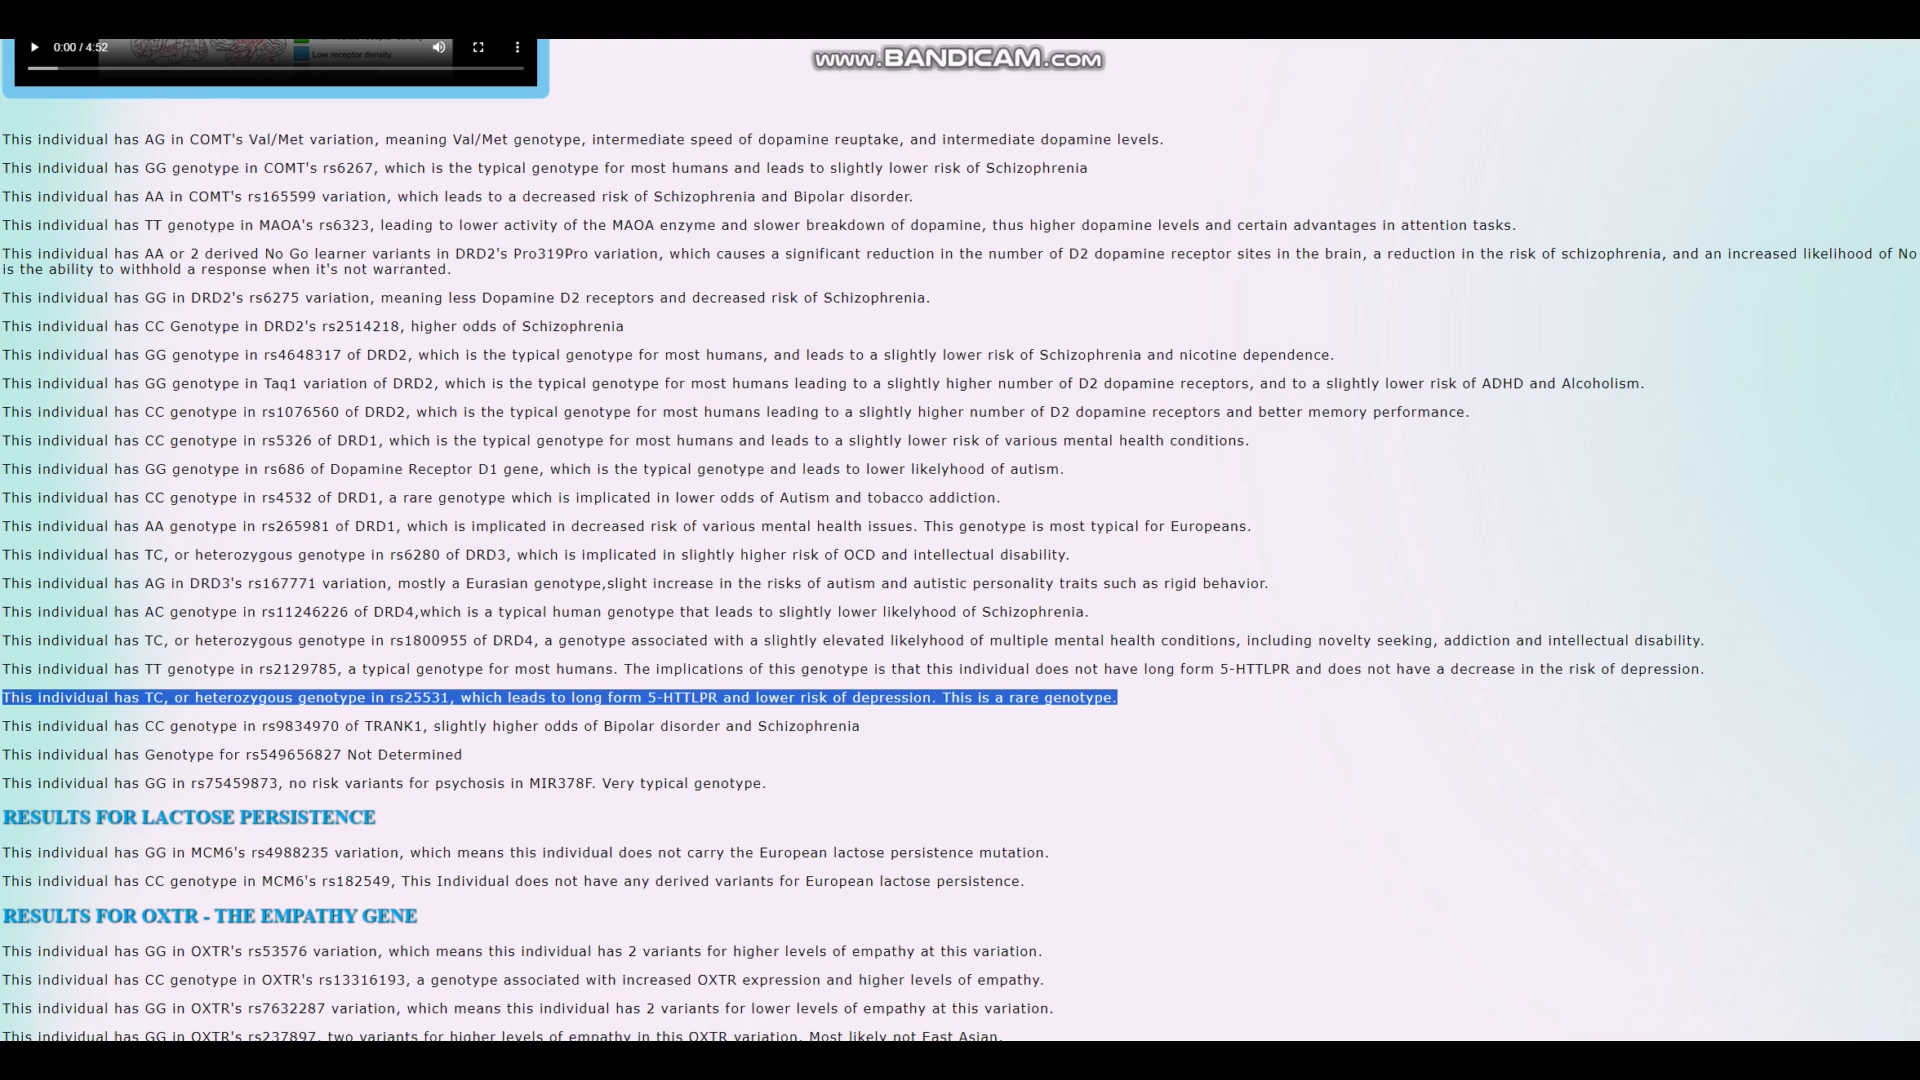 0:00 / 4:52
Low receptor density
www.BANDICAM.com
This individual has AG in COMT's Val/Met variation, meaning Val/Met genotype, intermediate speed of dopamine reuptake, and intermediate dopamine levels.
This individual has GG genotype in COMT's rs6267, which is the typical genotype for most humans and leads to slightly lower risk of Schizophrenia
This individual has AA in COMT's rs165599 variation, which leads to a decreased risk of Schizophrenia and Bipolar disorder.
This individual has TT genotype in MAOA's rs6323, leading to lower activity of the MAOA enzyme and slower breakdown of dopamine, thus higher dopamine levels and certain advantages in attention tasks.
This individual has AA or 2 derived No Go learner variants in DRD2's Pro319Pro variation, which causes a significant reduction in the number of D2 dopamine receptor sites in the brain, a reduction in the risk of schizophrenia, and an increased likelihood of No
is the ability to withhold a response when it's not warranted.
This individual has GG in DRD2's rs6275 variation, meaning less Dopamine D2 receptors and decreased risk of Schizophrenia.
This individual has CC Genotype in DRD2's rs2514218, higher odds of Schizophrenia
This individual has GG genotype in rs4648317 of DRD2, which is the typical genotype for most humans, and leads to a slightly lower risk of Schizophrenia and nicotine dependence.
This individual has GG genotype in Taq1 variation of DRD2, which is the typical genotype for most humans leading to a slightly higher number of D2 dopamine receptors, and to a slightly lower risk of ADHD and Alcoholism.
This individual has CC genotype in rs1076560 of DRD2, which is the typical genotype for most humans leading to a slightly higher number of D2 dopamine receptors and better memory performance.
This individual has CC genotype in rs5326 of DRD1, which is the typical genotype for most humans and leads to a slightly lower risk of various mental health conditions.
This individual has GG genotype in rs686 of Dopamine Receptor D1 gene, which is the typical genotype and leads to lower likelyhood of autism.
This individual has CC genotype in rs4532 of DRD1, a rare genotype which is implicated in lower odds of Autism and tobacco addiction.
This individual has AA genotype in rs265981 of DRD1, which is implicated in decreased risk of various mental health issues. This genotype is most typical for Europeans.
This individual has TC, or heterozygous genotype in rs6280 of DRD3, which is implicated in slightly higher risk of OCD and intellectual disability.
This individual has AG in DRD3's rs167771 variation, mostly a Eurasian genotype,slight increase in the risks of autism and autistic personality traits such as rigid behavior.
This individual has AC genotype in rs11246226 of DRD4,which is a typical human genotype that leads to slightly lower likelyhood of Schizophrenia.
This individual has TC, or heterozygous genotype in rs1800955 of DRD4, a genotype associated with a slightly elevated likelyhood of multiple mental health conditions, including novelty seeking, addiction and intellectual disability.
This individual has TT genotype in rs2129785, a typical genotype for most humans. The implications of this genotype is that this individual does not have long form 5-HTTLPR and does not have a decrease in the risk of depression.
This individual has TC, or heterozygous genotype in rs25531, which leads to long form 5-HTTLPR and lower risk of depression. This is a rare genotype.
This individual has CC genotype in rs9834970 of TRANK1, slightly higher odds of Bipolar disorder and Schizophrenia
This individual has Genotype for rs549656827 Not Determined
This individual has GG in rs75459873, no risk variants for psychosis in MIR378F. Very typical genotype.
RESULTS FOR LACTOSE PERSISTENCE
This individual has GG in MCM6's rs4988235 variation, which means this individual does not carry the European lactose persistence mutation.
This individual has CC genotype in MCM6's rs182549, This Individual does not have any derived variants for European lactose persistence.
RESULTS FOR OXTR - THE EMPATHY GENE
This individual has GG in OXTR's rs53576 variation, which means this individual has 2 variants for higher levels of empathy at this variation.
This individual has CC genotype in OXTR's rs13316193, a genotype associated with increased OXTR expression and higher levels of empathy.
This individual has GG in OXTR's rs7632287 variation, which means this individual has 2 variants for lower levels of empathy at this variation.
This individual has GG in OXTR's rs237897, two variants for higher levels of empathy in this OXTR variation. Most likely not East Asian.